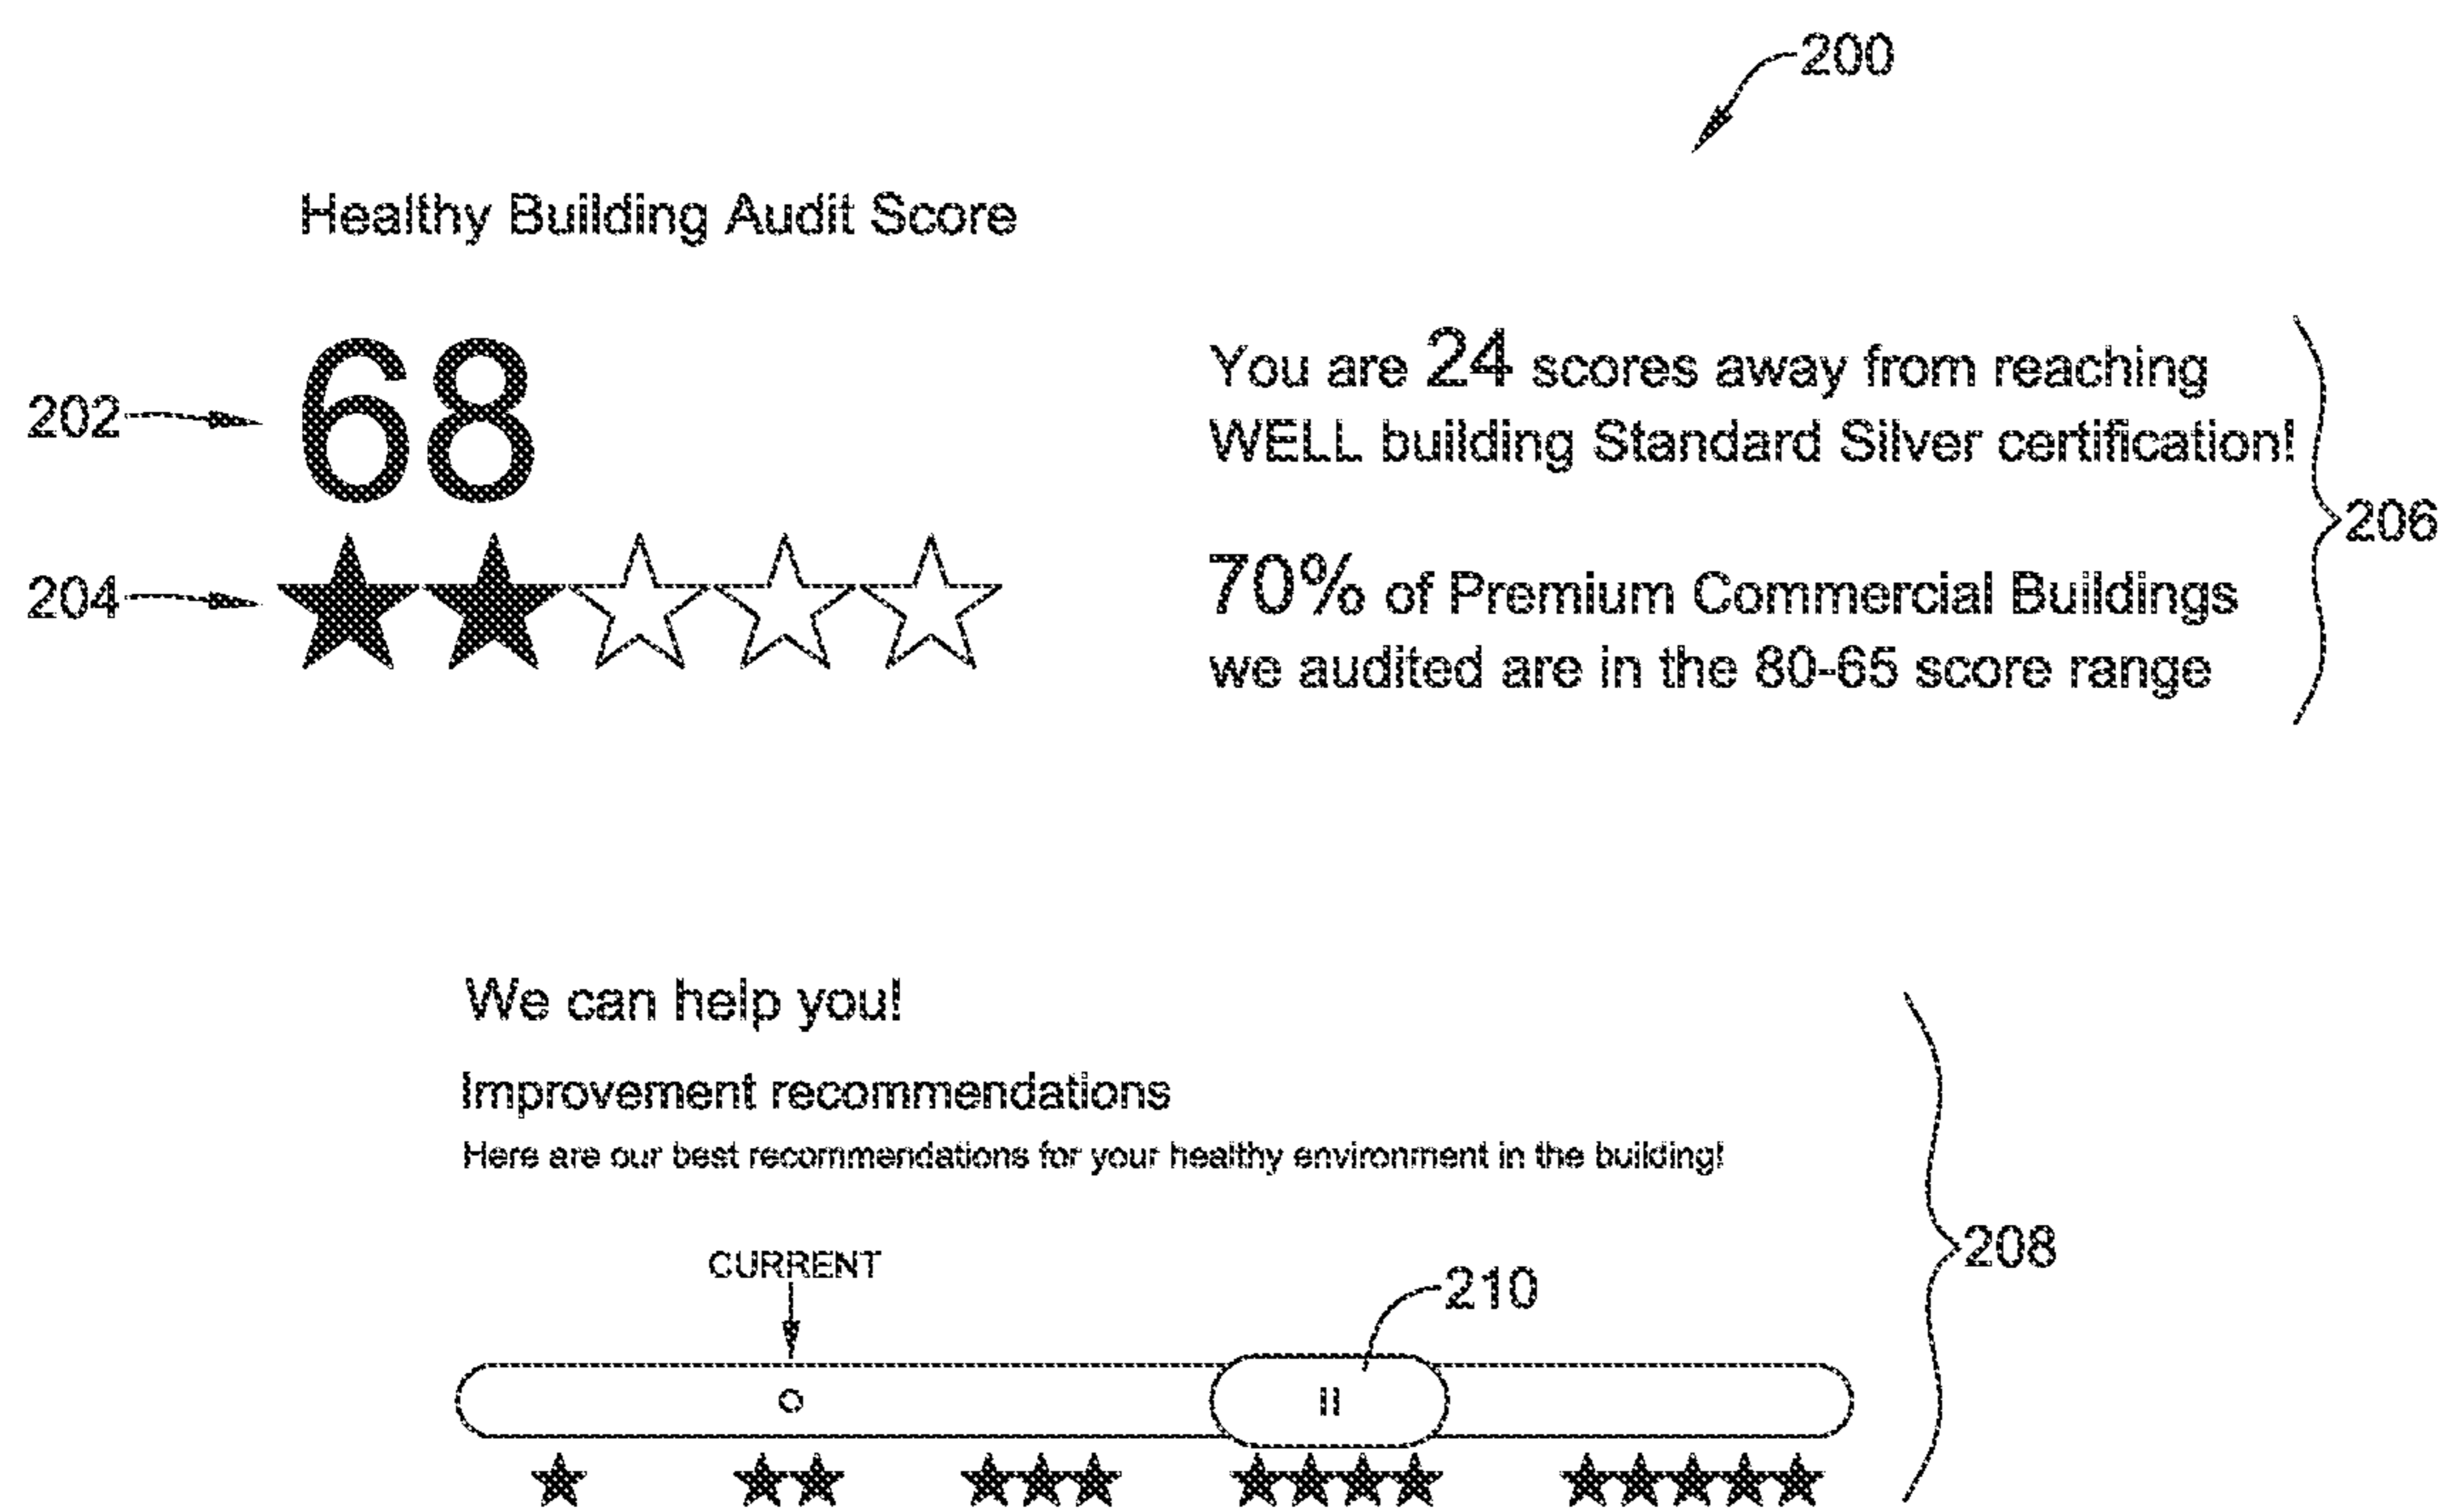 200
Healthy Building Audit Score
202
68
204
You are 24 scores away from reaching
WELL building Standard Silver certification!
70% of Premium Commercial Buildings
we audited are in the 80-65 score range
206
We can help you!
Improvement recommendations
Here are our best recommendations for your healthy environment in the building!
CURRENT
210
208